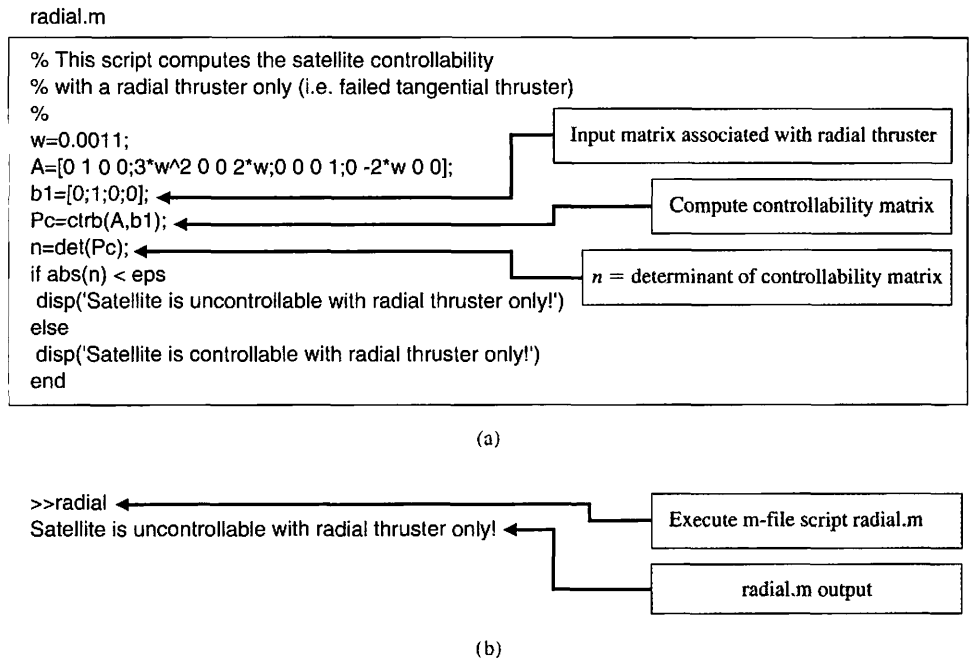 radial.m
% This script computes the satellite controllability
% with a radial thruster only (i.e. failed tangential thruster)
%
w=0.0011;
A=[0 1 0 0;3*w^2 0 0 2*w;0 0 0 1;0 -2*w 0 0];
b1=[0;1;0;0];
Pc=ctrb(A,b1);
n=det(Pc);
if abs(n) < eps
disp('Satellite is uncontrollable with radial thruster only!')
else
disp('Satellite is controllable with radial thruster only!')
end
Input matrix associated with radial thruster
Compute controllability matrix
n = determinant of controllability matrix
(a)
>>radial
Satellite is uncontrollable with radial thruster only!
Execute m-file script radial.m
radial.m output
(b)